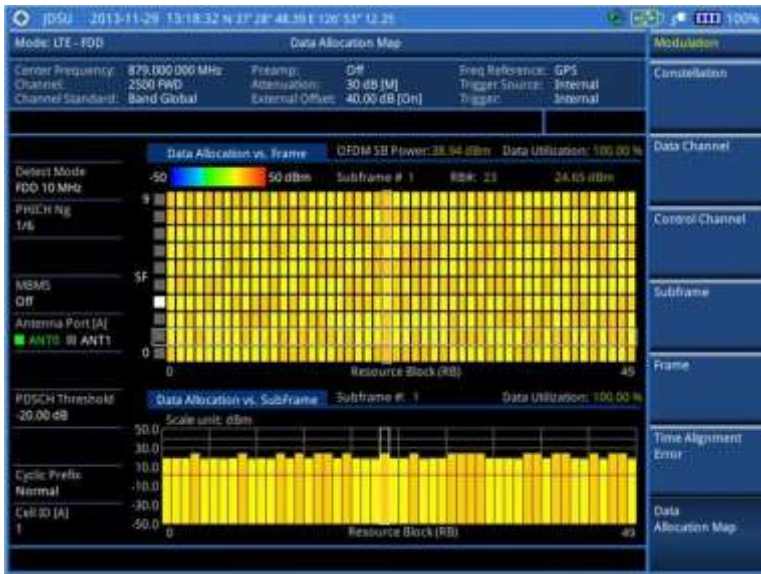 JDSU 2013-11-29 13:18:32 N 37° 28' 48.39 E 126° 53' 12.25 100%
Mode: LTE - FDD Data Allocation Map Modulation
Center Frequency: 879.000 000 MHz Preamp: Off Freq Reference: GPS
Channel: 2500 FWD Attenuation: 30 dB [M] Trigger Source: Internal
Channel Standard: Band Global External Offset: 40.00 dB [On] Trigger: Internal
Constellation
Data Channel
Control Channel
Subframe
Frame
Time Alignment
Error
Data
Allocation Map
Detect Mode
FDD 10 MHz
PHICH Ng
1/6
MBMS
Off
Antenna Port [A]
ANT0 ANT1
PDSCH Threshold
-20.00 dB
Cyclic Prefix
Normal
Cell ID [A]
1
Data Allocation vs. Frame OFDM SB Power: 38.94 dBm Data Utilization: 100.00 %
-50 50 dBm Subframe # 1 RB#: 23 24.65 dBm
9
SF
0
0 Resource Block (RB) 49
Data Allocation vs. SubFrame Subframe #: 1 Data Utilization: 100.00 %
Scale unit: dBm
50.0
30.0
10.0
-10.0
-30.0
-50.0
0 Resource Block (RB) 49